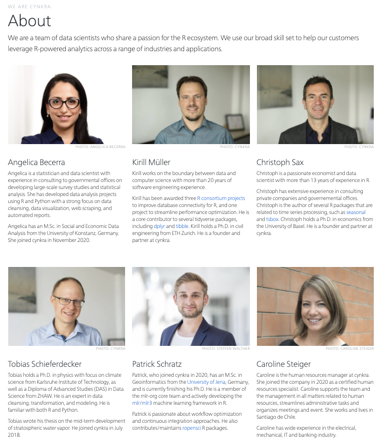 WE ARE CYNKRA
About
We are a team of data scientists who share a passion for the R ecosystem. We use our broad skill set to help our customers
leverage R-powered analytics across a range of industries and applications.
PHOTO: ANGELICA BECERRA
PHOTO: CYNKRA
PHOTO: CYNKRA
Angelica Becerra
Angelica is a statistician and data scientist with
experience in consulting to governmental offices on
developing large-scale survey studies and statistical
analysis. She has developed data analysis projects
using R and Python with a strong focus on data
cleaning, data visualization, web scraping, and
automated reports.
Angelica has an M.Sc. in Social and Economic Data
Analysis from the University of Konstanz, Germany.
She joined cynkra in November 2020.
Kirill Müller
Kirill works on the boundary between data and
computer science with more than 20 years of
software engineering experience.
Kirill has been awarded three R consortium projects
to improve database connectivity for R, and one
project to streamline performance optimization. He is
a core contributor to several tidyverse packages,
including dplyr and tibble. Kirill holds a Ph.D. in civil
engineering from ETH Zurich. He is a founder and
partner at cynkra.
Christoph Sax
Christoph is a passionate economist and data
scientist with more than 13 years of experience in R.
Christoph has extensive experience in consulting
private companies and governmental offices.
Christoph is the author of several R packages that are
related to time series processing, such as seasonal
and tsbox. Christoph holds a Ph.D. in economics from
the University of Basel. He is a founder and partner at
cynkra.
PHOTO: CYNKRA
PHOTO: CAROLINE STEIGER
Tobias Schieferdecker
Tobias holds a Ph.D. in physics with focus on climate
science from Karlsruhe Institute of Technology, as
well as a Diploma of Advanced Studies (DAS) in Data
Science from ZHAW. He is an expert in data
cleansing, transformation, and modeling. He is
familiar with both R and Python.
Tobias wrote his thesis on the mid-term development
of stratospheric water vapor. He joined cynkra in July
2018.
Patrick Schratz
Patrick, who joined cynkra in 2020, has an M.Sc. in
Geoinformatics from the University of Jena, Germany,
and is currently finishing his Ph.D. He is a member of
the mlr-org core team and actively developing the
mlr/mlr3 machine learning framework in R.
Patrick is passionate about workflow optimization
and continuous integration approaches. He also
contributes/maintains ropensci R packages.
Caroline Steiger
Caroline is the human resources manager at cynkra.
She joined the company in 2020 as a certified human
resources specialist. Caroline supports the team and
the management in all matters related to human
resources, streamlines administrative tasks and
organizes meetings and event. She works and lives in
Santiago de Chile.
Caroline has wide experience in the electrical,
mechanical, IT and banking industry.